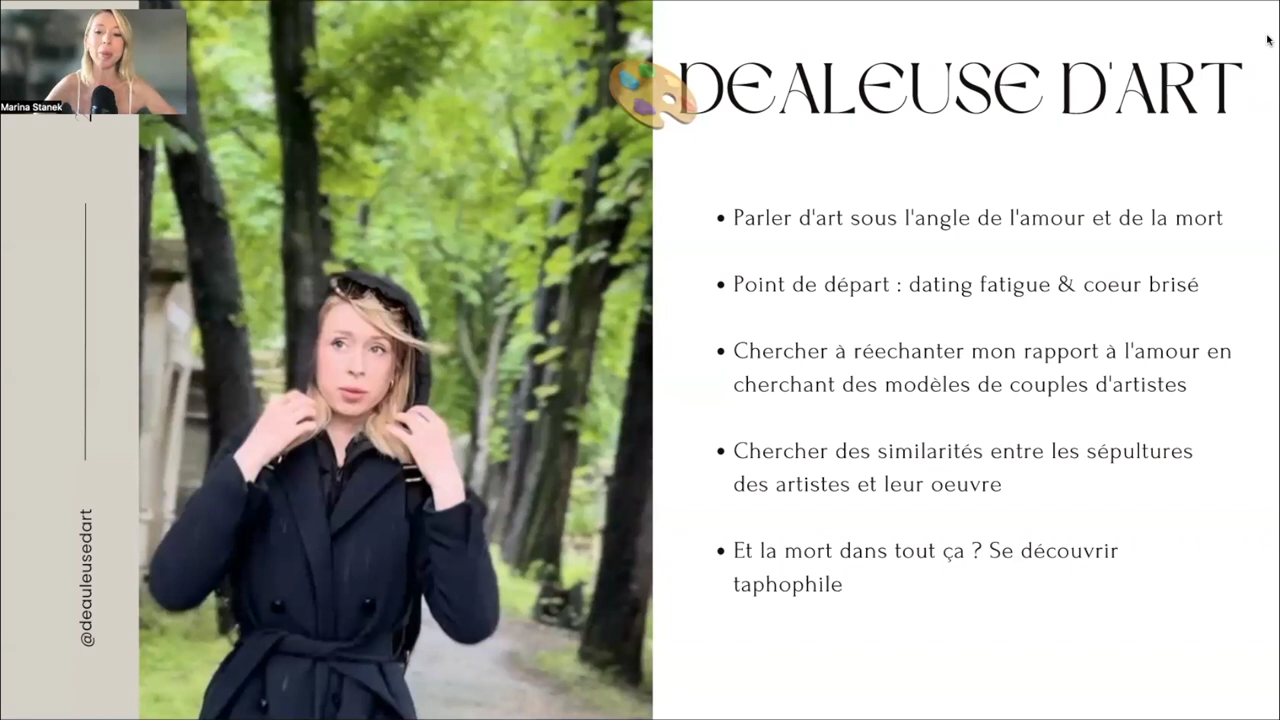 Marina Stanek
DEALEUSE D'ART
@deauleusedart
• Parler d'art sous l'angle de l'amour et de la mort
• Point de départ : dating fatigue & coeur brisé
• Chercher à réechanter mon rapport à l'amour en
cherchant des modèles de couples d'artistes
• Chercher des similarités entre les sépultures
des artistes et leur oeuvre
• Et la mort dans tout ça ? Se découvrir
taphophile